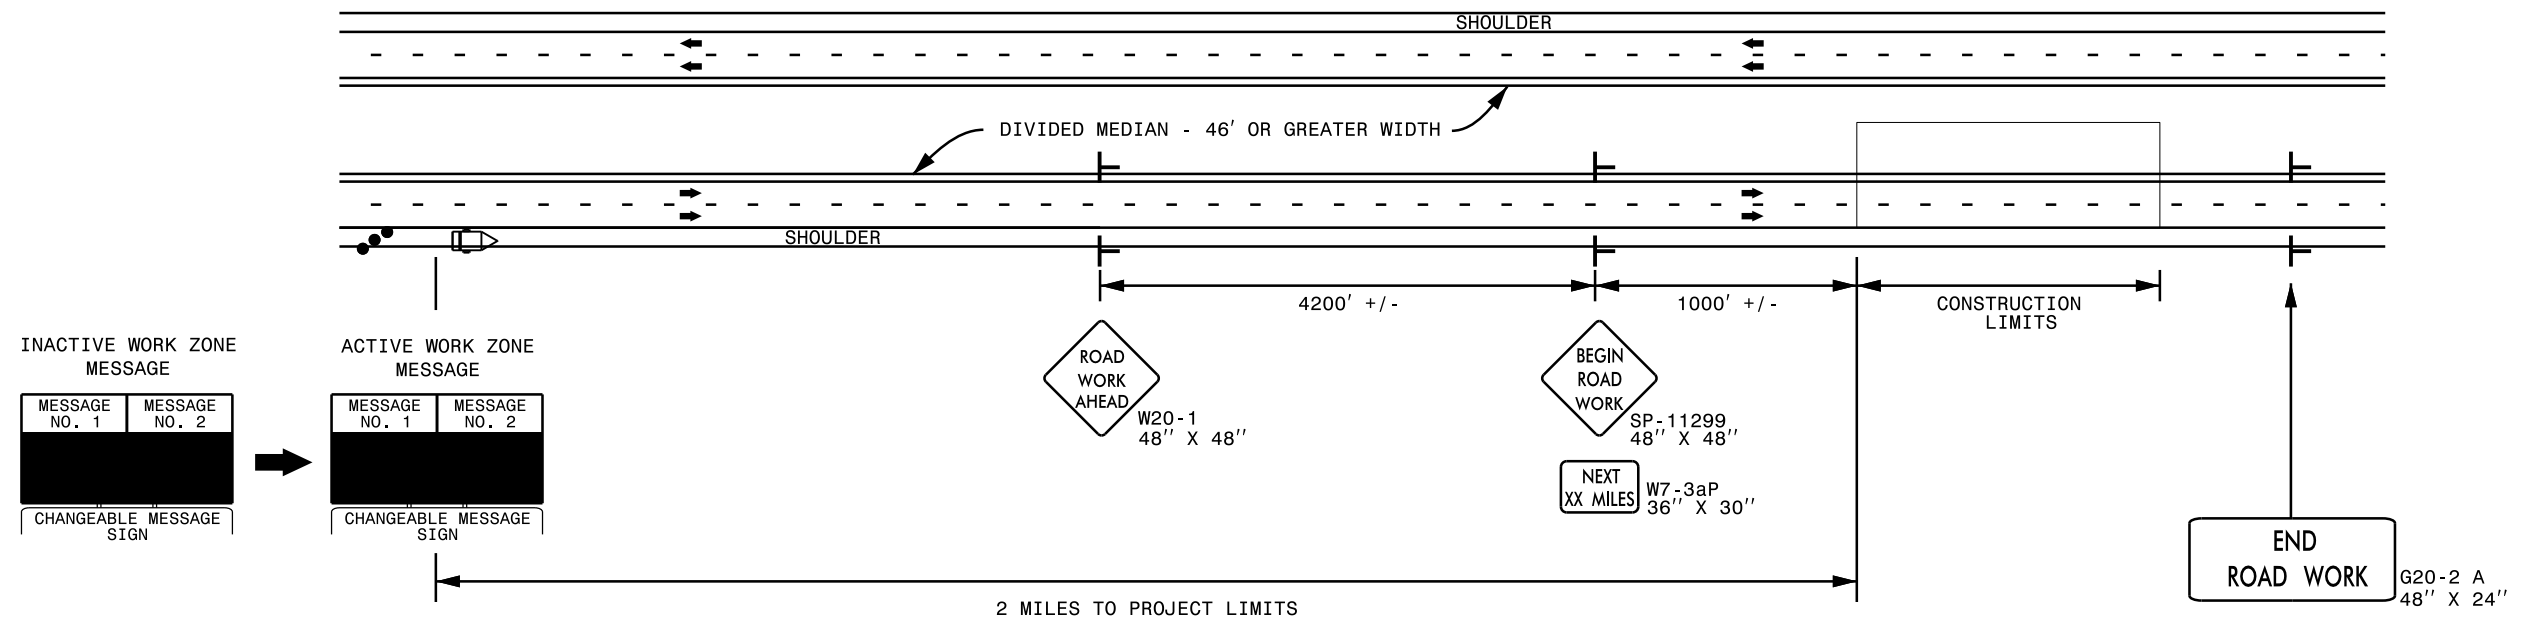 SHOULDER
DIVIDED MEDIAN - 46' OR GREATER WIDTH
SHOULDER
4200' +/-
1000' +/-
CONSTRUCTION
LIMITS
INACTIVE WORK ZONE
MESSAGE
MESSAGE
NO. 1
MESSAGE
NO. 2
CHANGEABLE MESSAGE
SIGN
ACTIVE WORK ZONE
MESSAGE
MESSAGE
NO. 1
MESSAGE
NO. 2
CHANGEABLE MESSAGE
SIGN
ROAD
WORK
AHEAD
W20-1
48'' X 48''
BEGIN
ROAD
WORK
SP-11299
48'' X 48''
NEXT
XX MILES
W7-3aP
36'' X 30''
END
ROAD WORK
G20-2 A
48'' X 24''
2 MILES TO PROJECT LIMITS